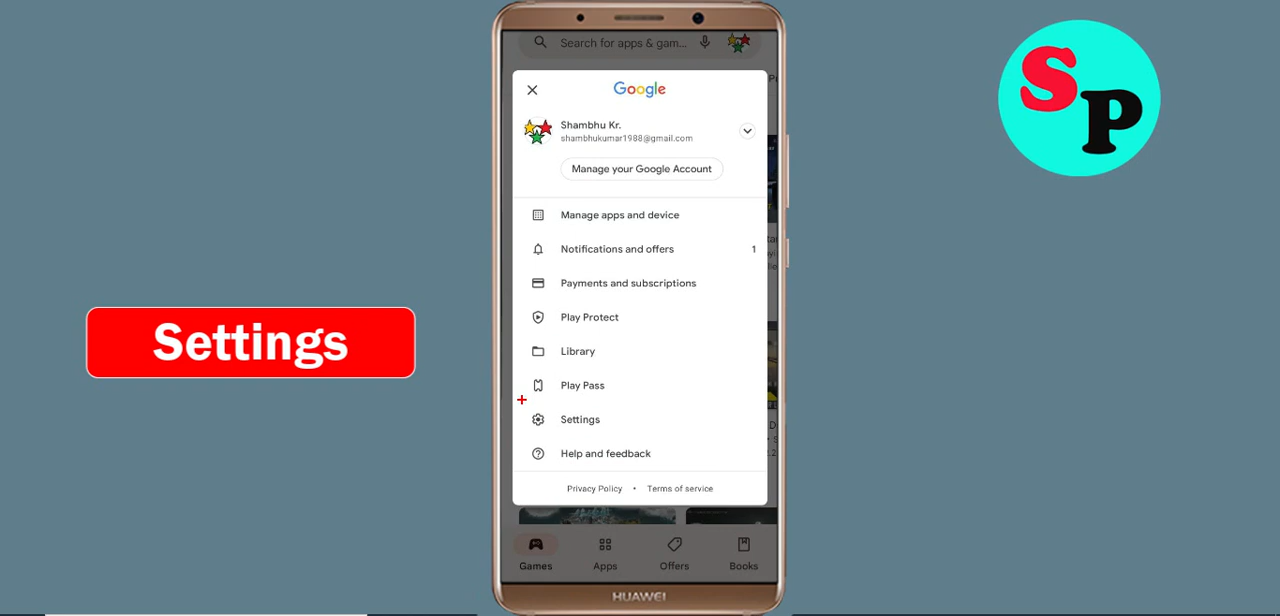 Search for apps & gam...
Google
Shambhu Kr.
shambhukumar1988@gmail.com
Manage your Google Account
Manage apps and device
Notifications and offers 1
Payments and subscriptions
Play Protect
Library
Play Pass
Settings
Help and feedback
Privacy Policy • Terms of service
Games Apps Offers Books
HUAWEI
Settings
SP